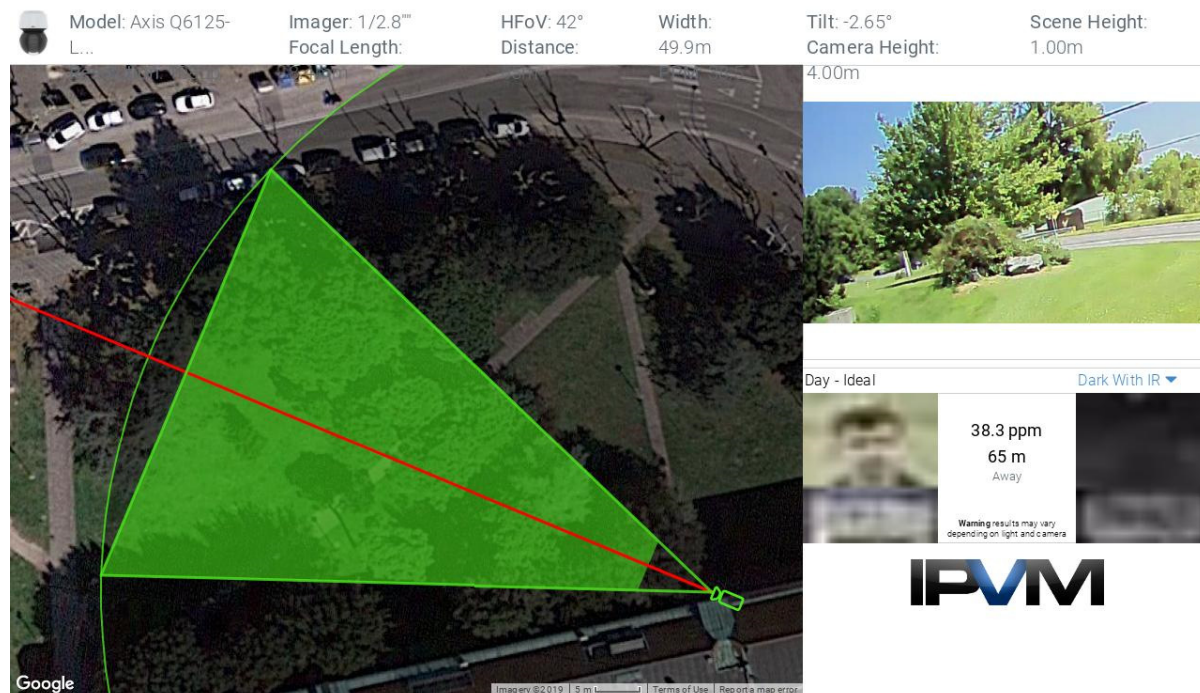 Model: Axis Q6125-
L...
Imager: 1/2.8""
Focal Length:
HFoV: 42°
Distance:
Width:
49.9m
Tilt: -2.65°
Camera Height:
4.00m
Scene Height:
1.00m
Day - Ideal
Dark With IR
38.3 ppm
65 m
Away
Warning results may vary
depending on light and camera
IPVM
Google
Imagery ©2019
5 m
Terms of Use
Report a map error